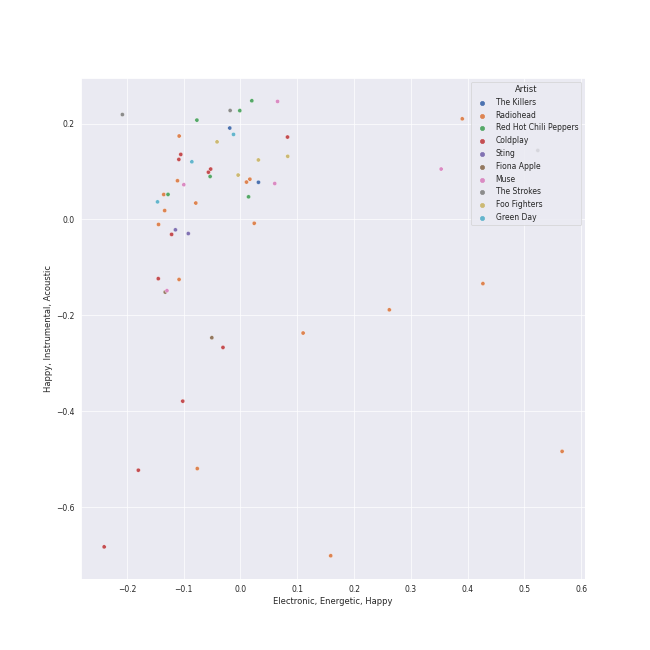 Artist
The Killers
Radiohead
Red Hot Chili Peppers
Coldplay
Sting
Fiona Apple
Muse
The Strokes
Foo Fighters
Green Day
Happy, Instrumental, Acoustic
0.2
0.0
−0.2
−0.4
−0.6
−0.2 −0.1 0.0 0.1 0.2 0.3 0.4 0.5 0.6
Electronic, Energetic, Happy